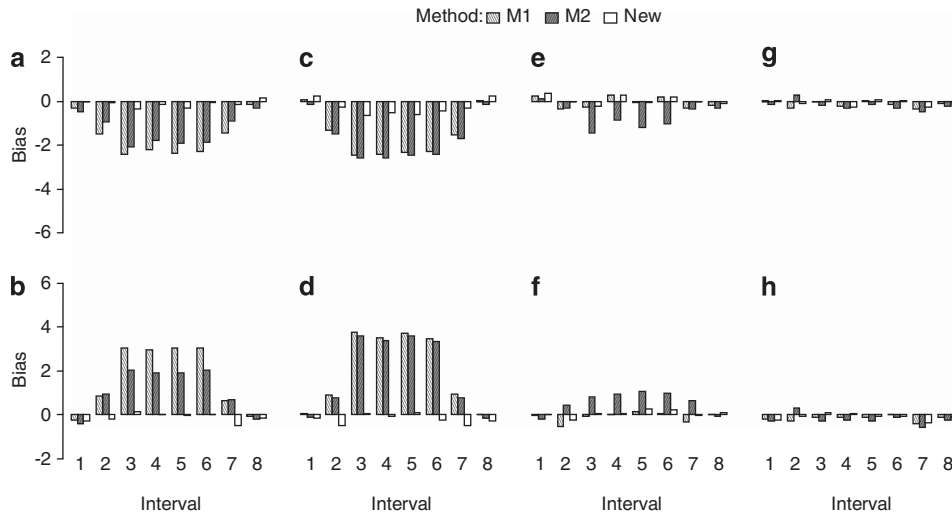 Method: M1 M2 New
a c e g
2
0
-2
-4
-6
Bias
b d f h
6
4
2
0
-2
Bias
1 2 3 4 5 6 7 8 1 2 3 4 5 6 7 8 1 2 3 4 5 6 7 8 1 2 3 4 5 6 7 8
Interval Interval Interval Interval